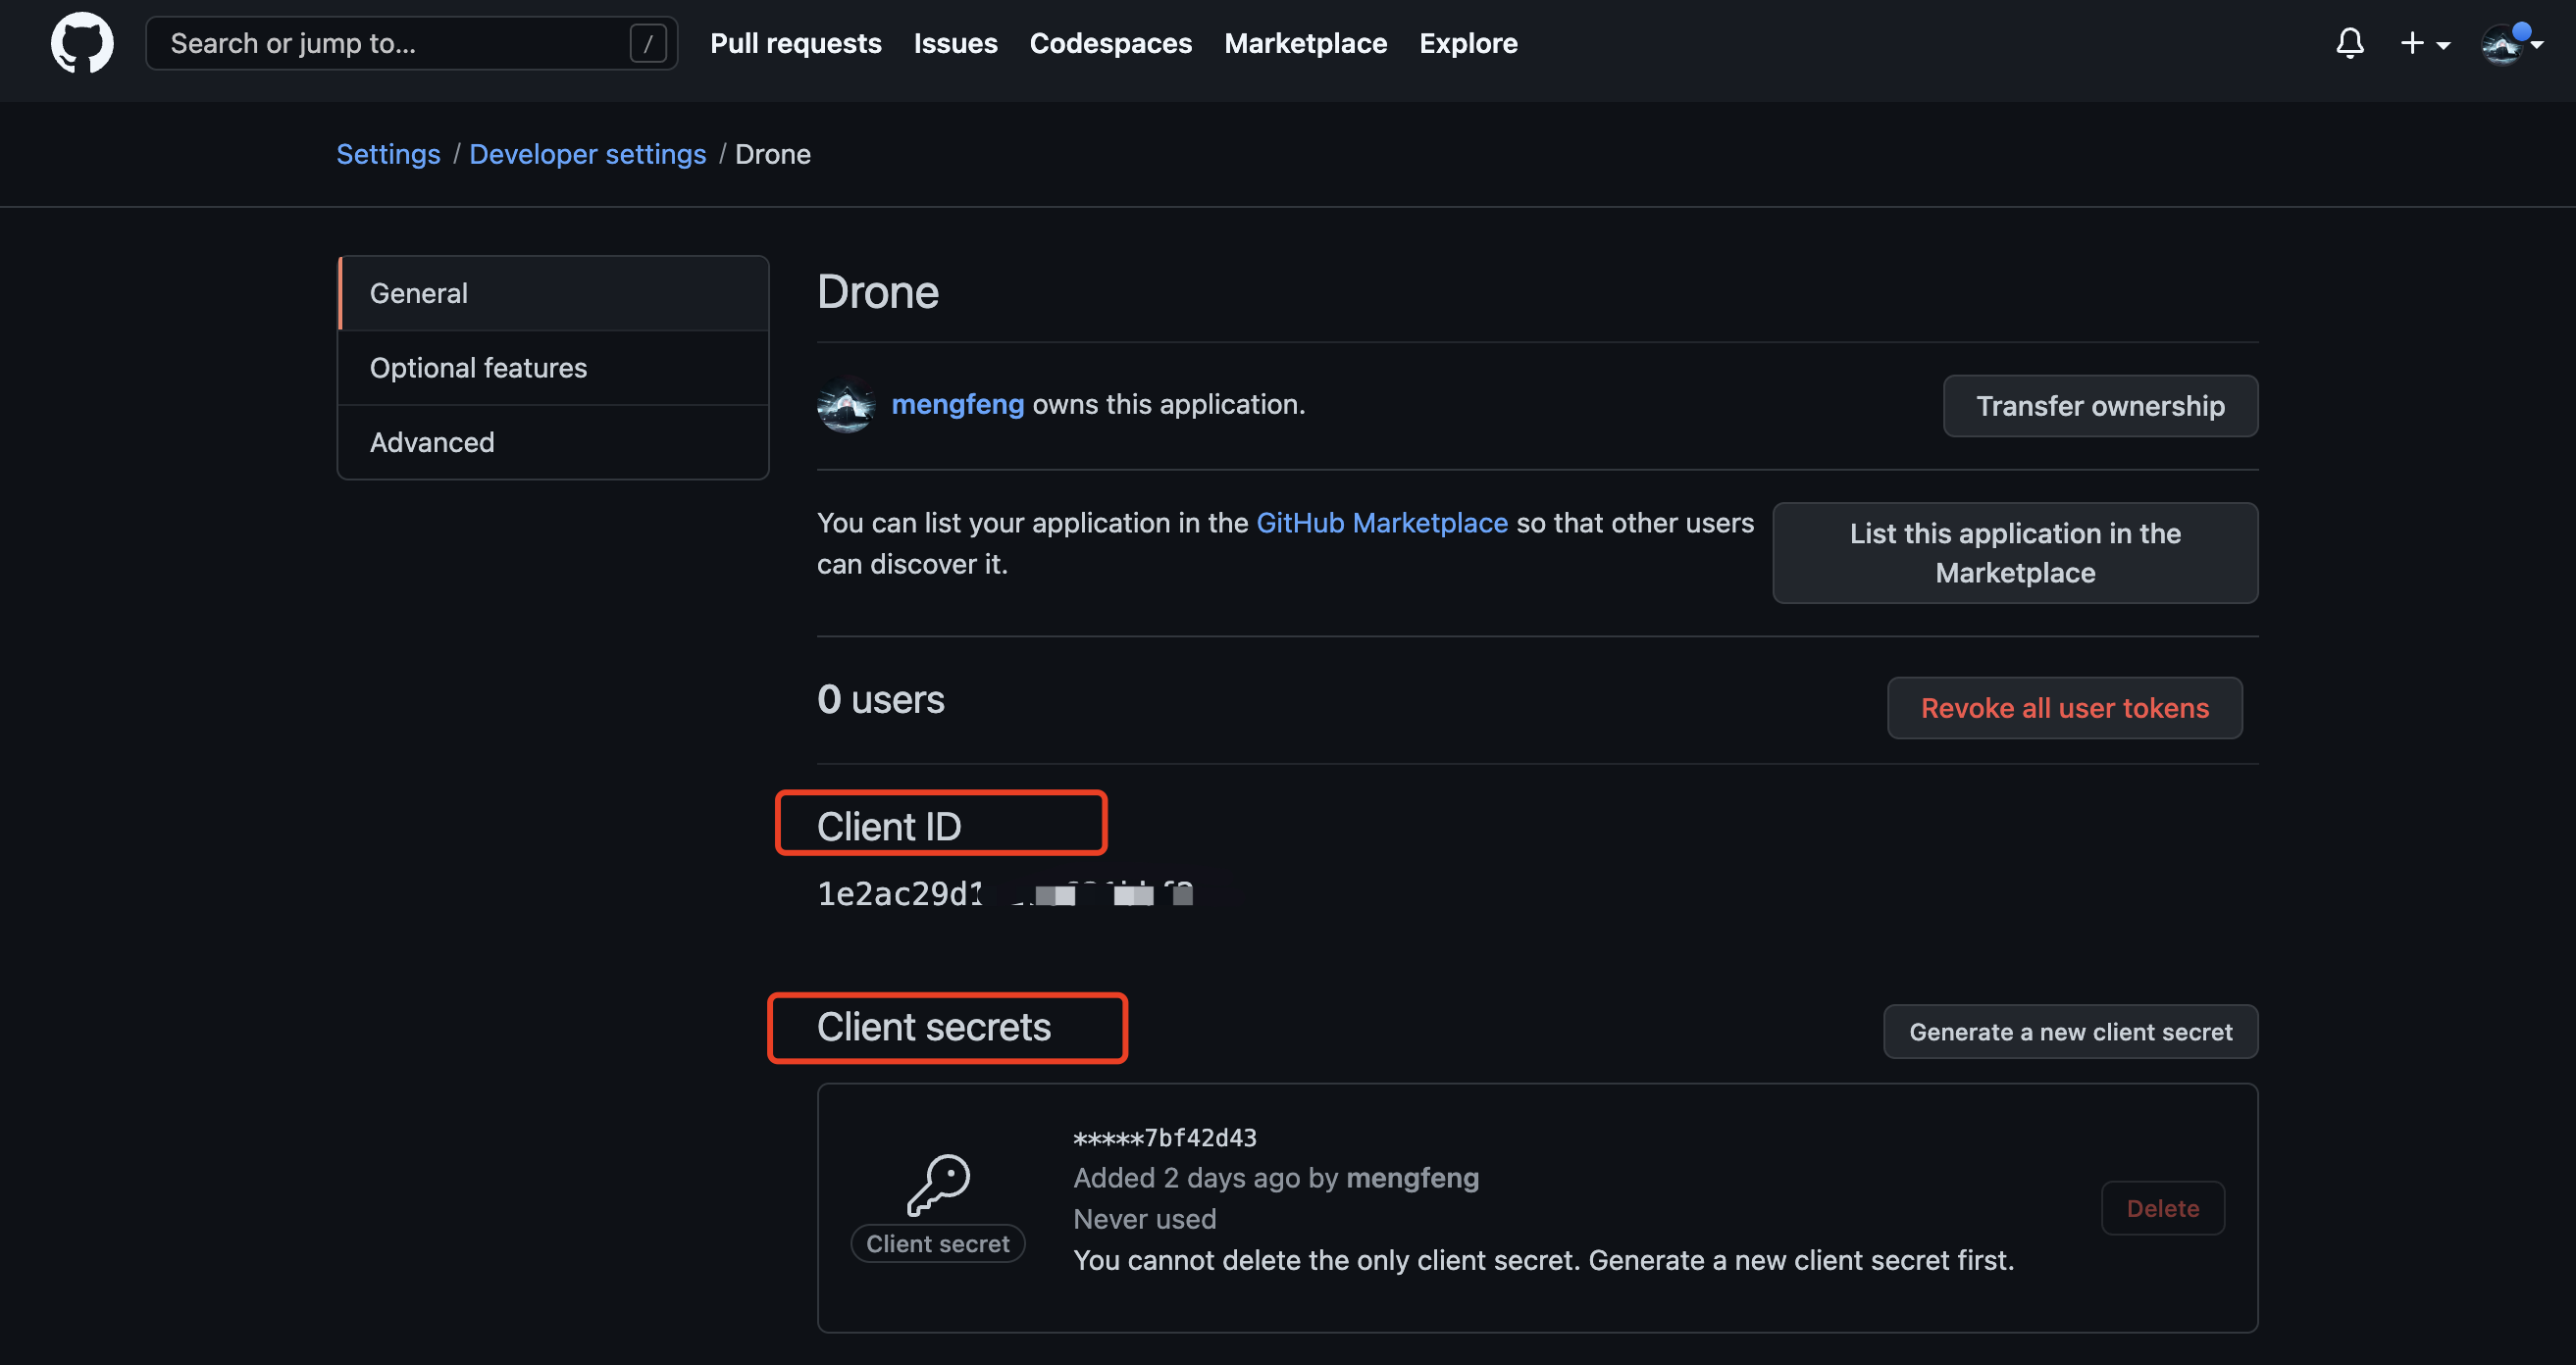 Search or jump to... / Pull requests Issues Codespaces Marketplace Explore
Settings / Developer settings / Drone
General
Optional features
Advanced
Drone
mengfeng owns this application.
Transfer ownership
You can list your application in the GitHub Marketplace so that other users
can discover it.
List this application in the
Marketplace
0 users
Revoke all user tokens
Client ID
1e2ac29d1
Client secrets
Generate a new client secret
*****7bf42d43
Added 2 days ago by mengfeng
Never used
You cannot delete the only client secret. Generate a new client secret first.
Client secret
Delete